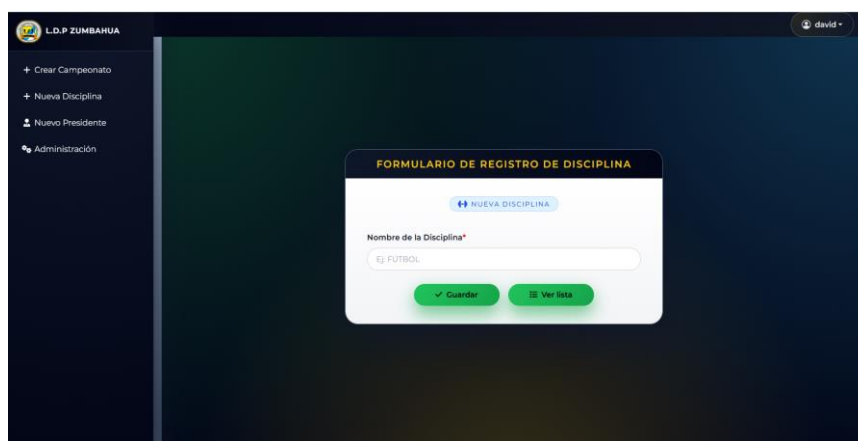 L.D.P ZUMBAHUA
david
+ Crear Campeonato
+ Nueva Disciplina
Nuevo Presidente
Administración
FORMULARIO DE REGISTRO DE DISCIPLINA
NUEVA DISCIPLINA
Nombre de la Disciplina*
Ej: FUTBOL
Guardar
Ver lista